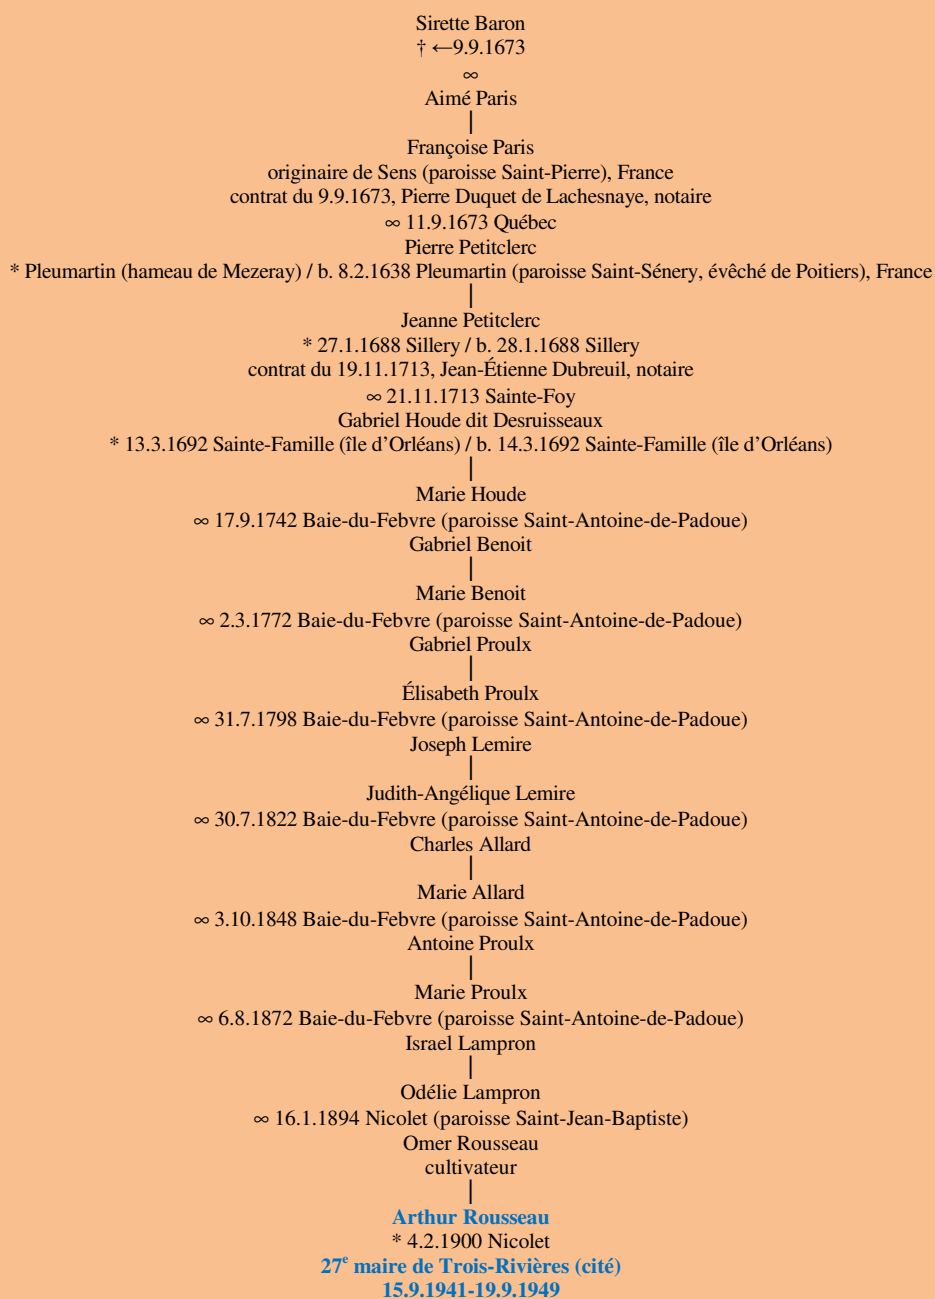 Sirette Baron
† ←9.9.1673
∞
Aimé Paris
Françoise Paris
originaire de Sens (paroisse Saint-Pierre), France
contrat du 9.9.1673, Pierre Duquet de Lachesnaye, notaire
∞ 11.9.1673 Québec
Pierre Petitclerc
* Pleumartin (hameau de Mezeray) / b. 8.2.1638 Pleumartin (paroisse Saint-Sénery, évêché de Poitiers), France
Jeanne Petitclerc
* 27.1.1688 Sillery / b. 28.1.1688 Sillery
contrat du 19.11.1713, Jean-Étienne Dubreuil, notaire
∞ 21.11.1713 Sainte-Foy
Gabriel Houde dit Desruisseaux
* 13.3.1692 Sainte-Famille (île d’Orléans) / b. 14.3.1692 Sainte-Famille (île d’Orléans)
Marie Houde
∞ 17.9.1742 Baie-du-Febvre (paroisse Saint-Antoine-de-Padoue)
Gabriel Benoit
Marie Benoit
∞ 2.3.1772 Baie-du-Febvre (paroisse Saint-Antoine-de-Padoue)
Gabriel Proulx
Élisabeth Proulx
∞ 31.7.1798 Baie-du-Febvre (paroisse Saint-Antoine-de-Padoue)
Joseph Lemire
Judith-Angélique Lemire
∞ 30.7.1822 Baie-du-Febvre (paroisse Saint-Antoine-de-Padoue)
Charles Allard
Marie Allard
∞ 3.10.1848 Baie-du-Febvre (paroisse Saint-Antoine-de-Padoue)
Antoine Proulx
Marie Proulx
∞ 6.8.1872 Baie-du-Febvre (paroisse Saint-Antoine-de-Padoue)
Israel Lampron
Odélie Lampron
∞ 16.1.1894 Nicolet (paroisse Saint-Jean-Baptiste)
Omer Rousseau
cultivateur
Arthur Rousseau
* 4.2.1900 Nicolet
27e maire de Trois-Rivières (cité)
15.9.1941-19.9.1949